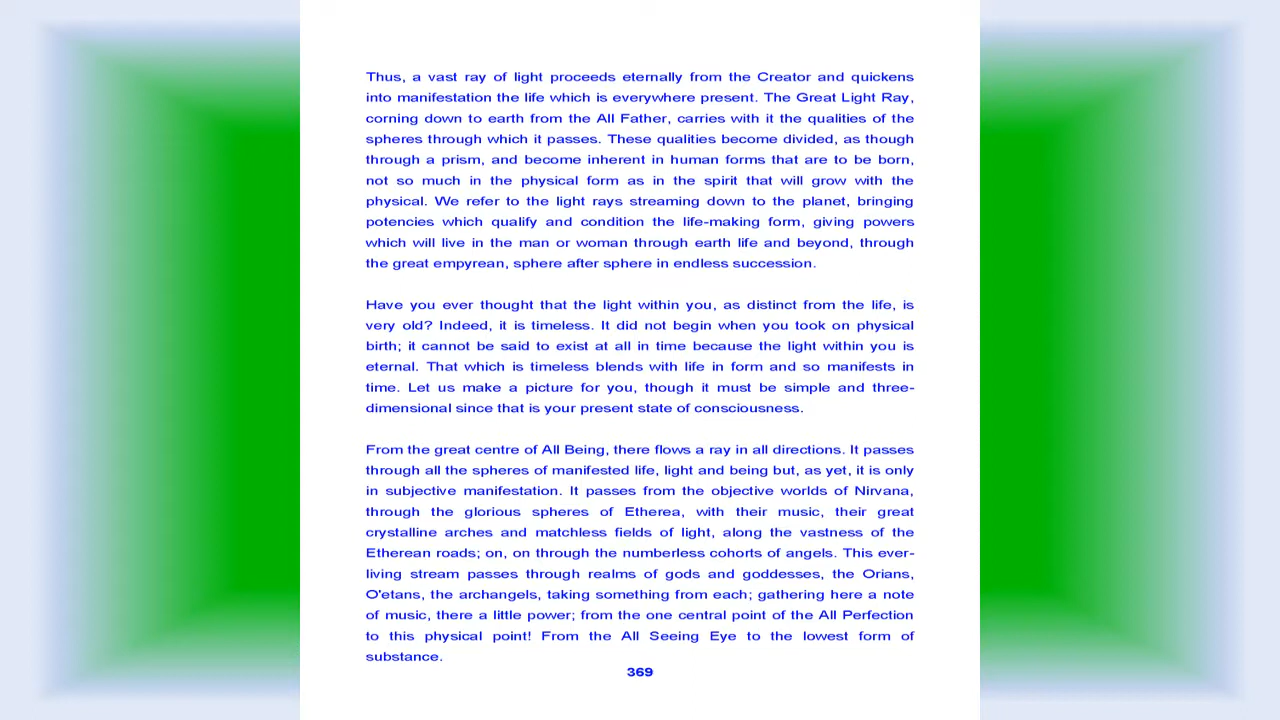 Thus, a vast ray of light proceeds eternally from the Creator and quickens
into manifestation the life which is everywhere present. The Great Light Ray,
corning down to earth from the All Father, carries with it the qualities of the
spheres through which it passes. These qualities become divided, as though
through a prism, and become inherent in human forms that are to be born,
not so much in the physical form as in the spirit that will grow with the
physical. We refer to the light rays streaming down to the planet, bringing
potencies which qualify and condition the life-making form, giving powers
which will live in the man or woman through earth life and beyond, through
the great empyrean, sphere after sphere in endless succession.
Have you ever thought that the light within you, as distinct from the life, is
very old? Indeed, it is timeless. It did not begin when you took on physical
birth; it cannot be said to exist at all in time because the light within you is
eternal. That which is timeless blends with life in form and so manifests in
time. Let us make a picture for you, though it must be simple and three-
dimensional since that is your present state of consciousness.
From the great centre of All Being, there flows a ray in all directions. It passes
through all the spheres of manifested life, light and being but, as yet, it is only
in subjective manifestation. It passes from the objective worlds of Nirvana,
through the glorious spheres of Etherea, with their music, their great
crystalline arches and matchless fields of light, along the vastness of the
Etherean roads; on, on through the numberless cohorts of angels. This ever-
living stream passes through realms of gods and goddesses, the Orians,
O'etans, the archangels, taking something from each; gathering here a note
of music, there a little power; from the one central point of the All Perfection
to this physical point! From the All Seeing Eye to the lowest form of
substance.
369